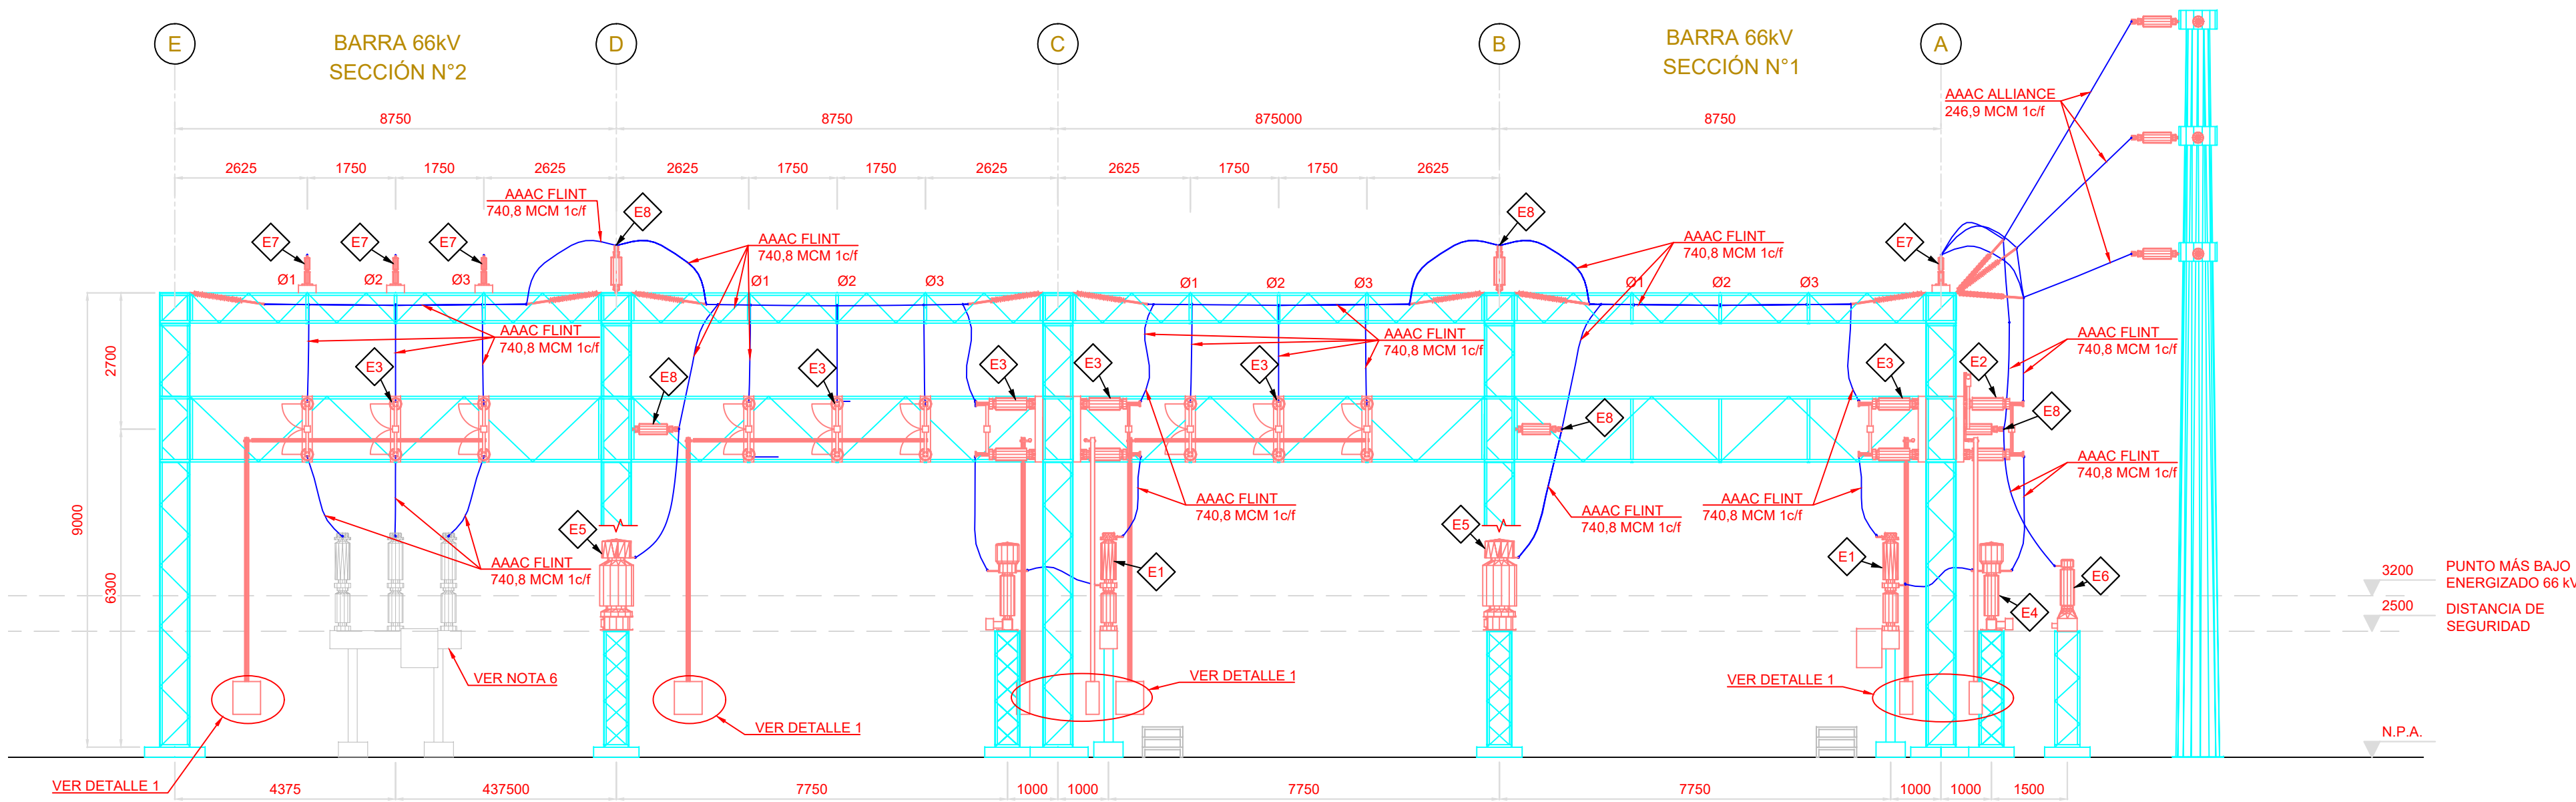 E
BARRA 66kV
SECCIÓN N°2
D
C
B
BARRA 66kV
SECCIÓN N°1
A
AAAC ALLIANCE
246,9 MCM 1c/f
8750
8750
875000
8750
2625
1750
1750
2625
2625
1750
1750
2625
2625
1750
1750
2625
AAAC FLINT
740,8 MCM 1c/f
E8
AAAC FLINT
740,8 MCM 1c/f
E8
AAAC FLINT
740,8 MCM 1c/f
E7
E7
E7
E7
Ø1
Ø2
Ø3
Ø1
Ø2
Ø3
Ø1
Ø2
Ø3
Ø1
Ø2
Ø3
AAAC FLINT
740,8 MCM 1c/f
AAAC FLINT
740,8 MCM 1c/f
AAAC FLINT
740,8 MCM 1c/f
2700
E3
E8
E3
E3
E3
E3
E8
E3
E2
E8
AAAC FLINT
740,8 MCM 1c/f
9000
6300
AAAC FLINT
740,8 MCM 1c/f
AAAC FLINT
740,8 MCM 1c/f
AAAC FLINT
740,8 MCM 1c/f
E5
E5
AAAC FLINT
740,8 MCM 1c/f
E1
E1
E4
E6
3200
PUNTO MÁS BAJO
ENERGIZADO 66 kV
2500
DISTANCIA DE
SEGURIDAD
VER NOTA 6
VER DETALLE 1
VER DETALLE 1
VER DETALLE 1
VER DETALLE 1
N.P.A.
4375
437500
7750
1000
1000
7750
7750
1000
1000
1500